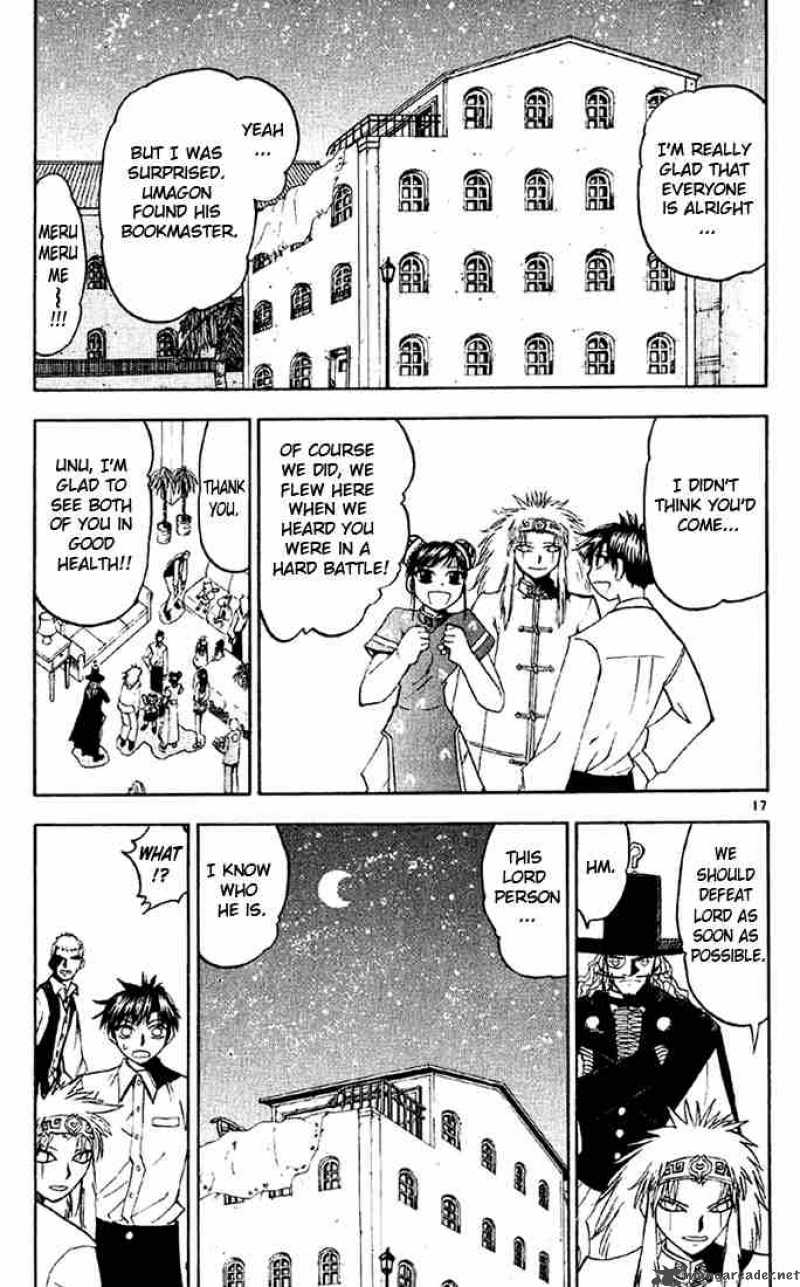 I'M REALLY
GLAD THAT
EVERYONE
IS ALRIGHT
...
YEAH
...
BUT I WAS
SURPRISED.
UMAGON
FOUND HIS
BOOKMASTER.
MERU
MERU
ME
~
!!!
I DIDN'T
THINK YOU'D
COME...
OF COURSE
WE DID, WE
FLEW HERE
WHEN WE
HEARD YOU
WERE IN A
HARD BATTLE!
THANK
YOU.
UNU, I'M
GLAD TO
SEE BOTH
OF YOU IN
GOOD
HEALTH!!
17
WE
SHOULD
DEFEAT
LORD AS
SOON AS
POSSIBLE.
HM.
?
THIS
LORD
PERSON
...
I KNOW
WHO
HE IS.
WHAT
!?